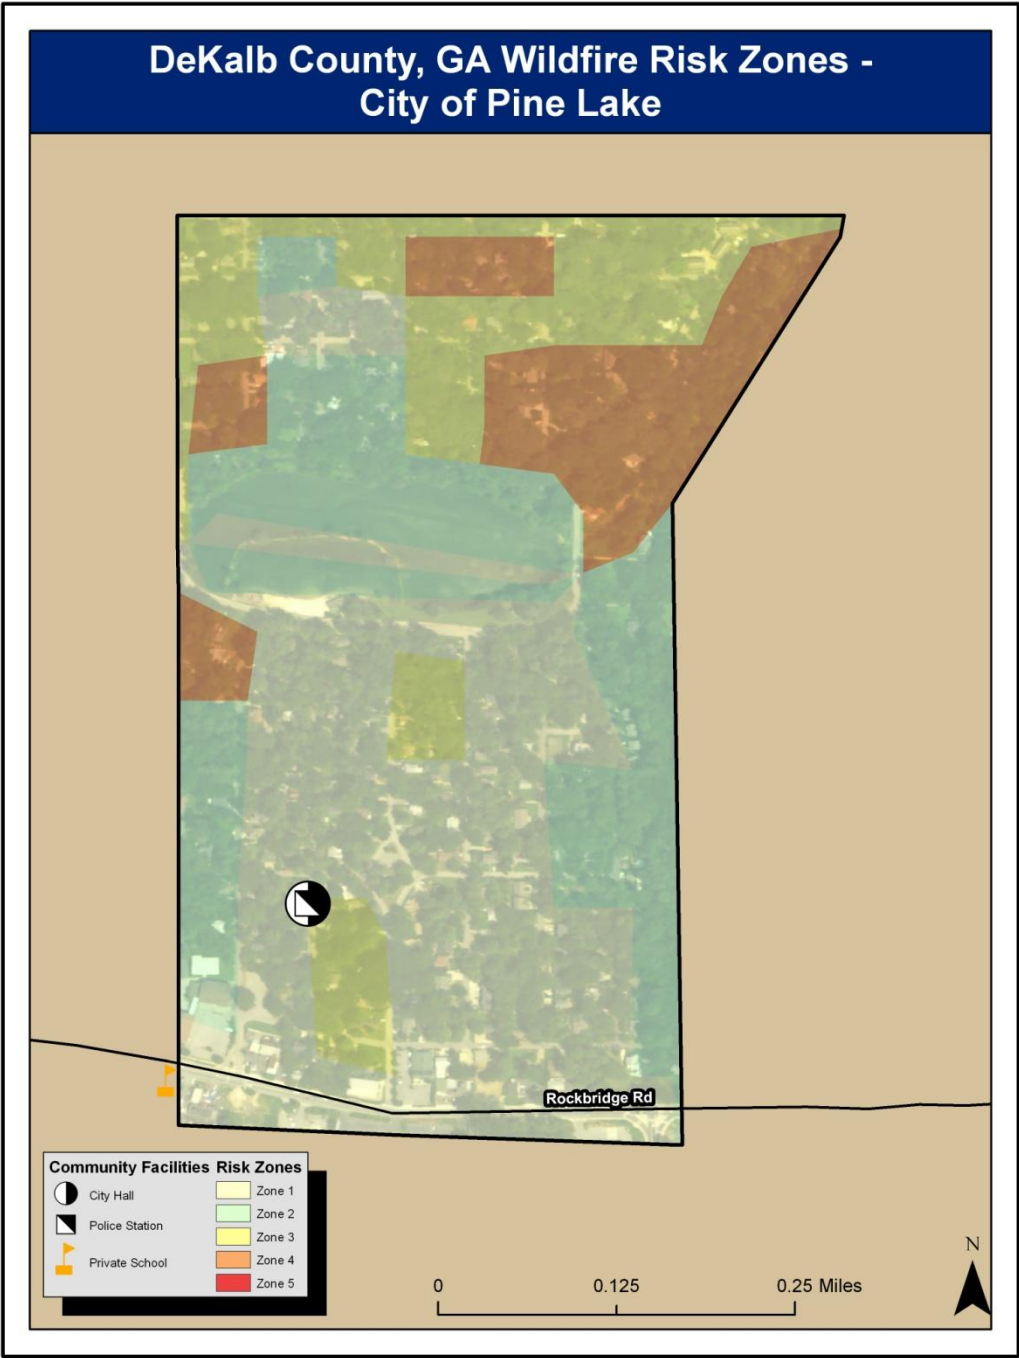 DeKalb County, GA Wildfire Risk Zones -
City of Pine Lake
Rockbridge Rd
Community Facilities
City Hall
Police Station
Private School
Risk Zones
Zone 1
Zone 2
Zone 3
Zone 4
Zone 5
N
0 0.125 0.25 Miles